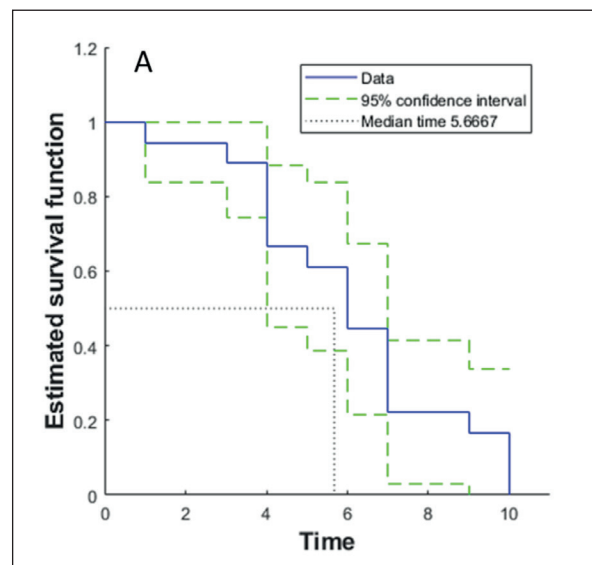 A
Data
95% confidence interval
Median time 5.6667
Estimated survival function
1.2
1
0.8
0.6
0.4
0.2
0
0 2 4 6 8 10
Time